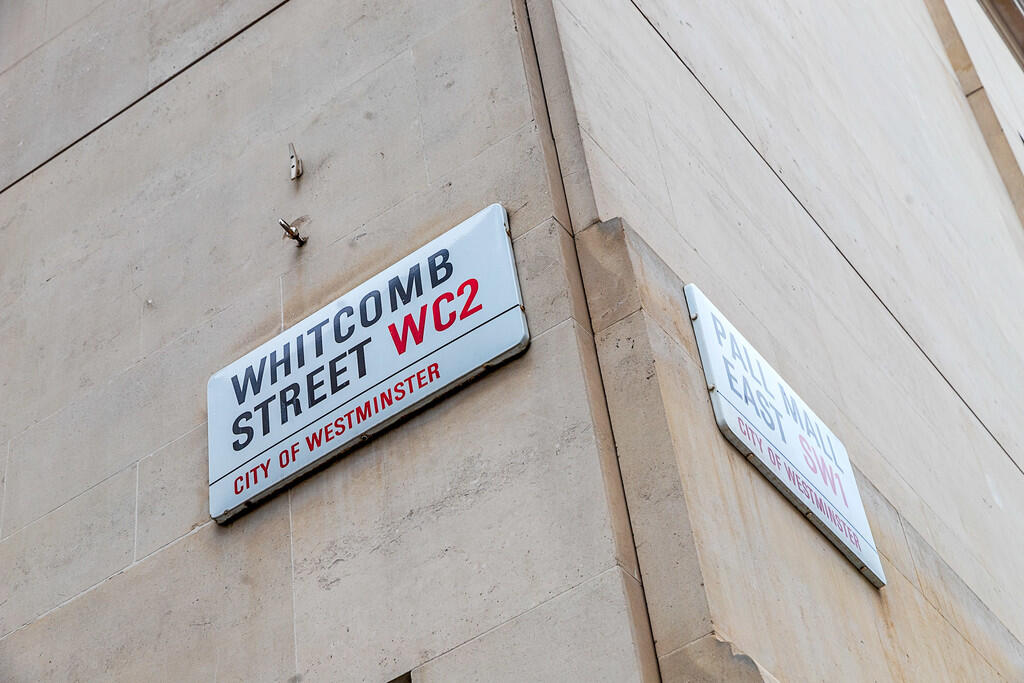 WHITCOMB
STREET WC2
CITY OF WESTMINSTER
PALL MALL
EAST SW1
CITY OF WESTMINSTER